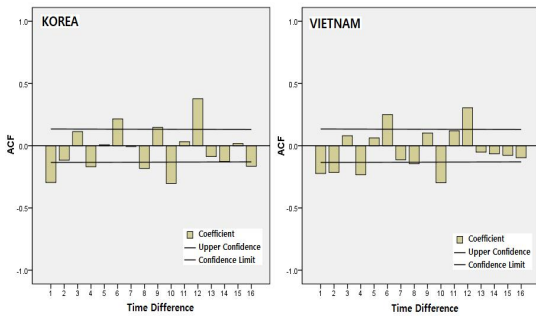 KOREA
1.0
0.5
0.0
-0.5
-1.0
ACF
Coefficient
Upper Confidence
Confidence Limit
1 2 3 4 5 6 7 8 9 10 11 12 13 14 15 16
Time Difference
VIETNAM
1.0
0.5
0.0
-0.5
-1.0
ACF
Coefficient
Upper Confidence
Confidence Limit
1 2 3 4 5 6 7 8 9 10 11 12 13 14 15 16
Time Difference